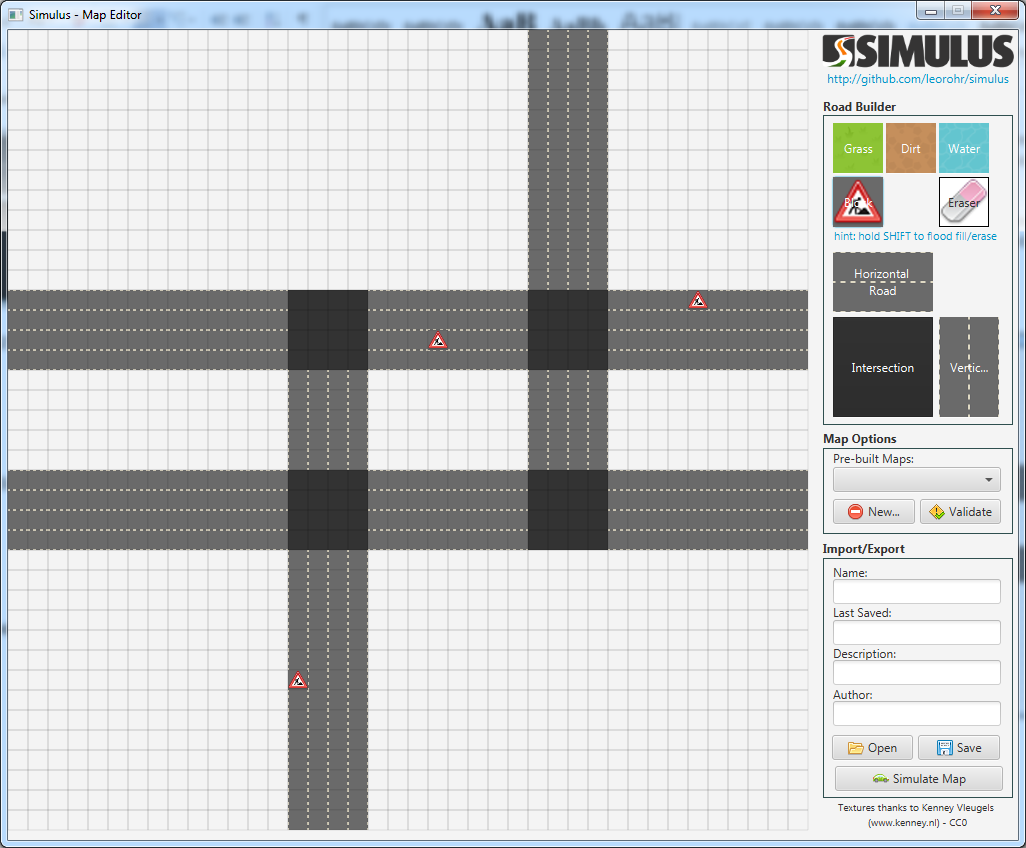 Simulus - Map Editor
SIMULUS
http://github.com/leorohr/simulus
Road Builder
Grass
Dirt
Water
Block
Eraser
hint: hold SHIFT to flood fill/erase
Horizontal
Road
Intersection
Vertic...
Map Options
Pre-built Maps:
New...
Validate
Import/Export
Name:
Last Saved:
Description:
Author:
Open
Save
Simulate Map
Textures thanks to Kenney Vleugels
(www.kenney.nl) - CC0